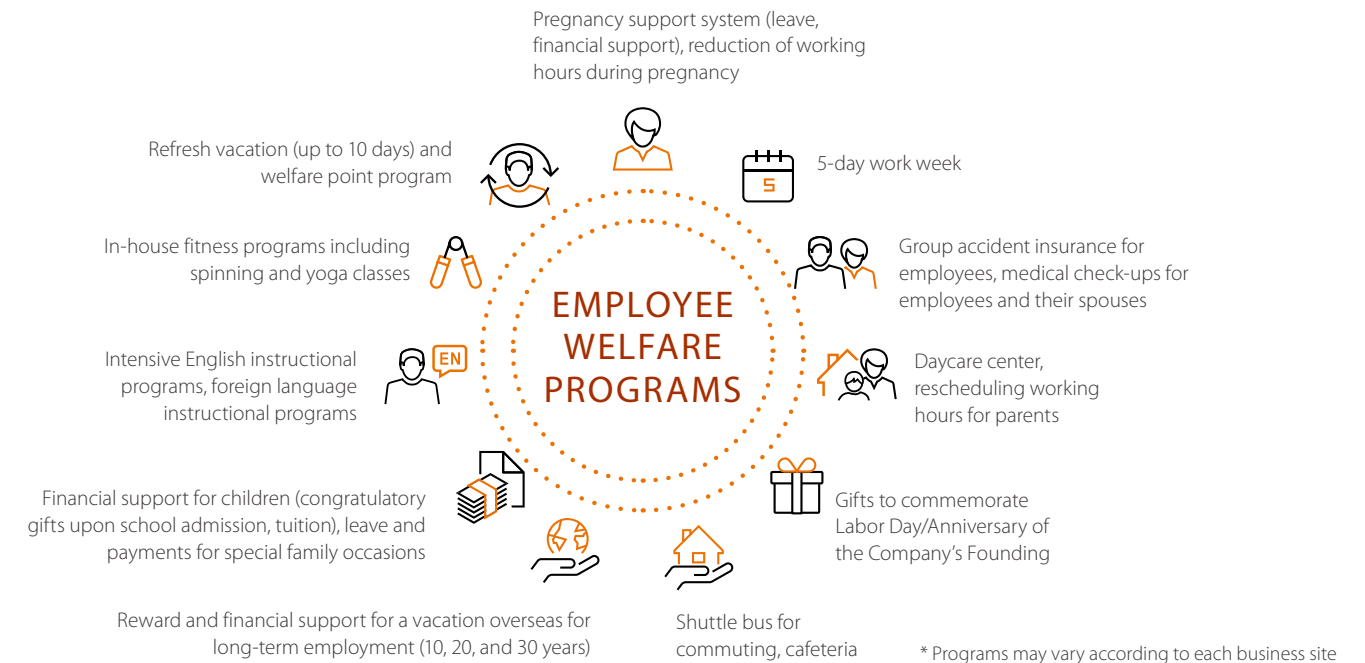 Pregnancy support system (leave,
financial support), reduction of working
hours during pregnancy
5-day work week
5
Group accident insurance for
employees, medical check-ups for
employees and their spouses
Daycare center,
rescheduling working
hours for parents
Gifts to commemorate
Labor Day/Anniversary of
the Company’s Founding
Shuttle bus for
commuting, cafeteria
Reward and financial support for a vacation overseas for
long-term employment (10, 20, and 30 years)
Financial support for children (congratulatory
gifts upon school admission, tuition), leave and
payments for special family occasions
Intensive English instructional
programs, foreign language
instructional programs
EN
In-house fitness programs including
spinning and yoga classes
Refresh vacation (up to 10 days) and
welfare point program
EMPLOYEE
WELFARE
PROGRAMS
* Programs may vary according to each business site